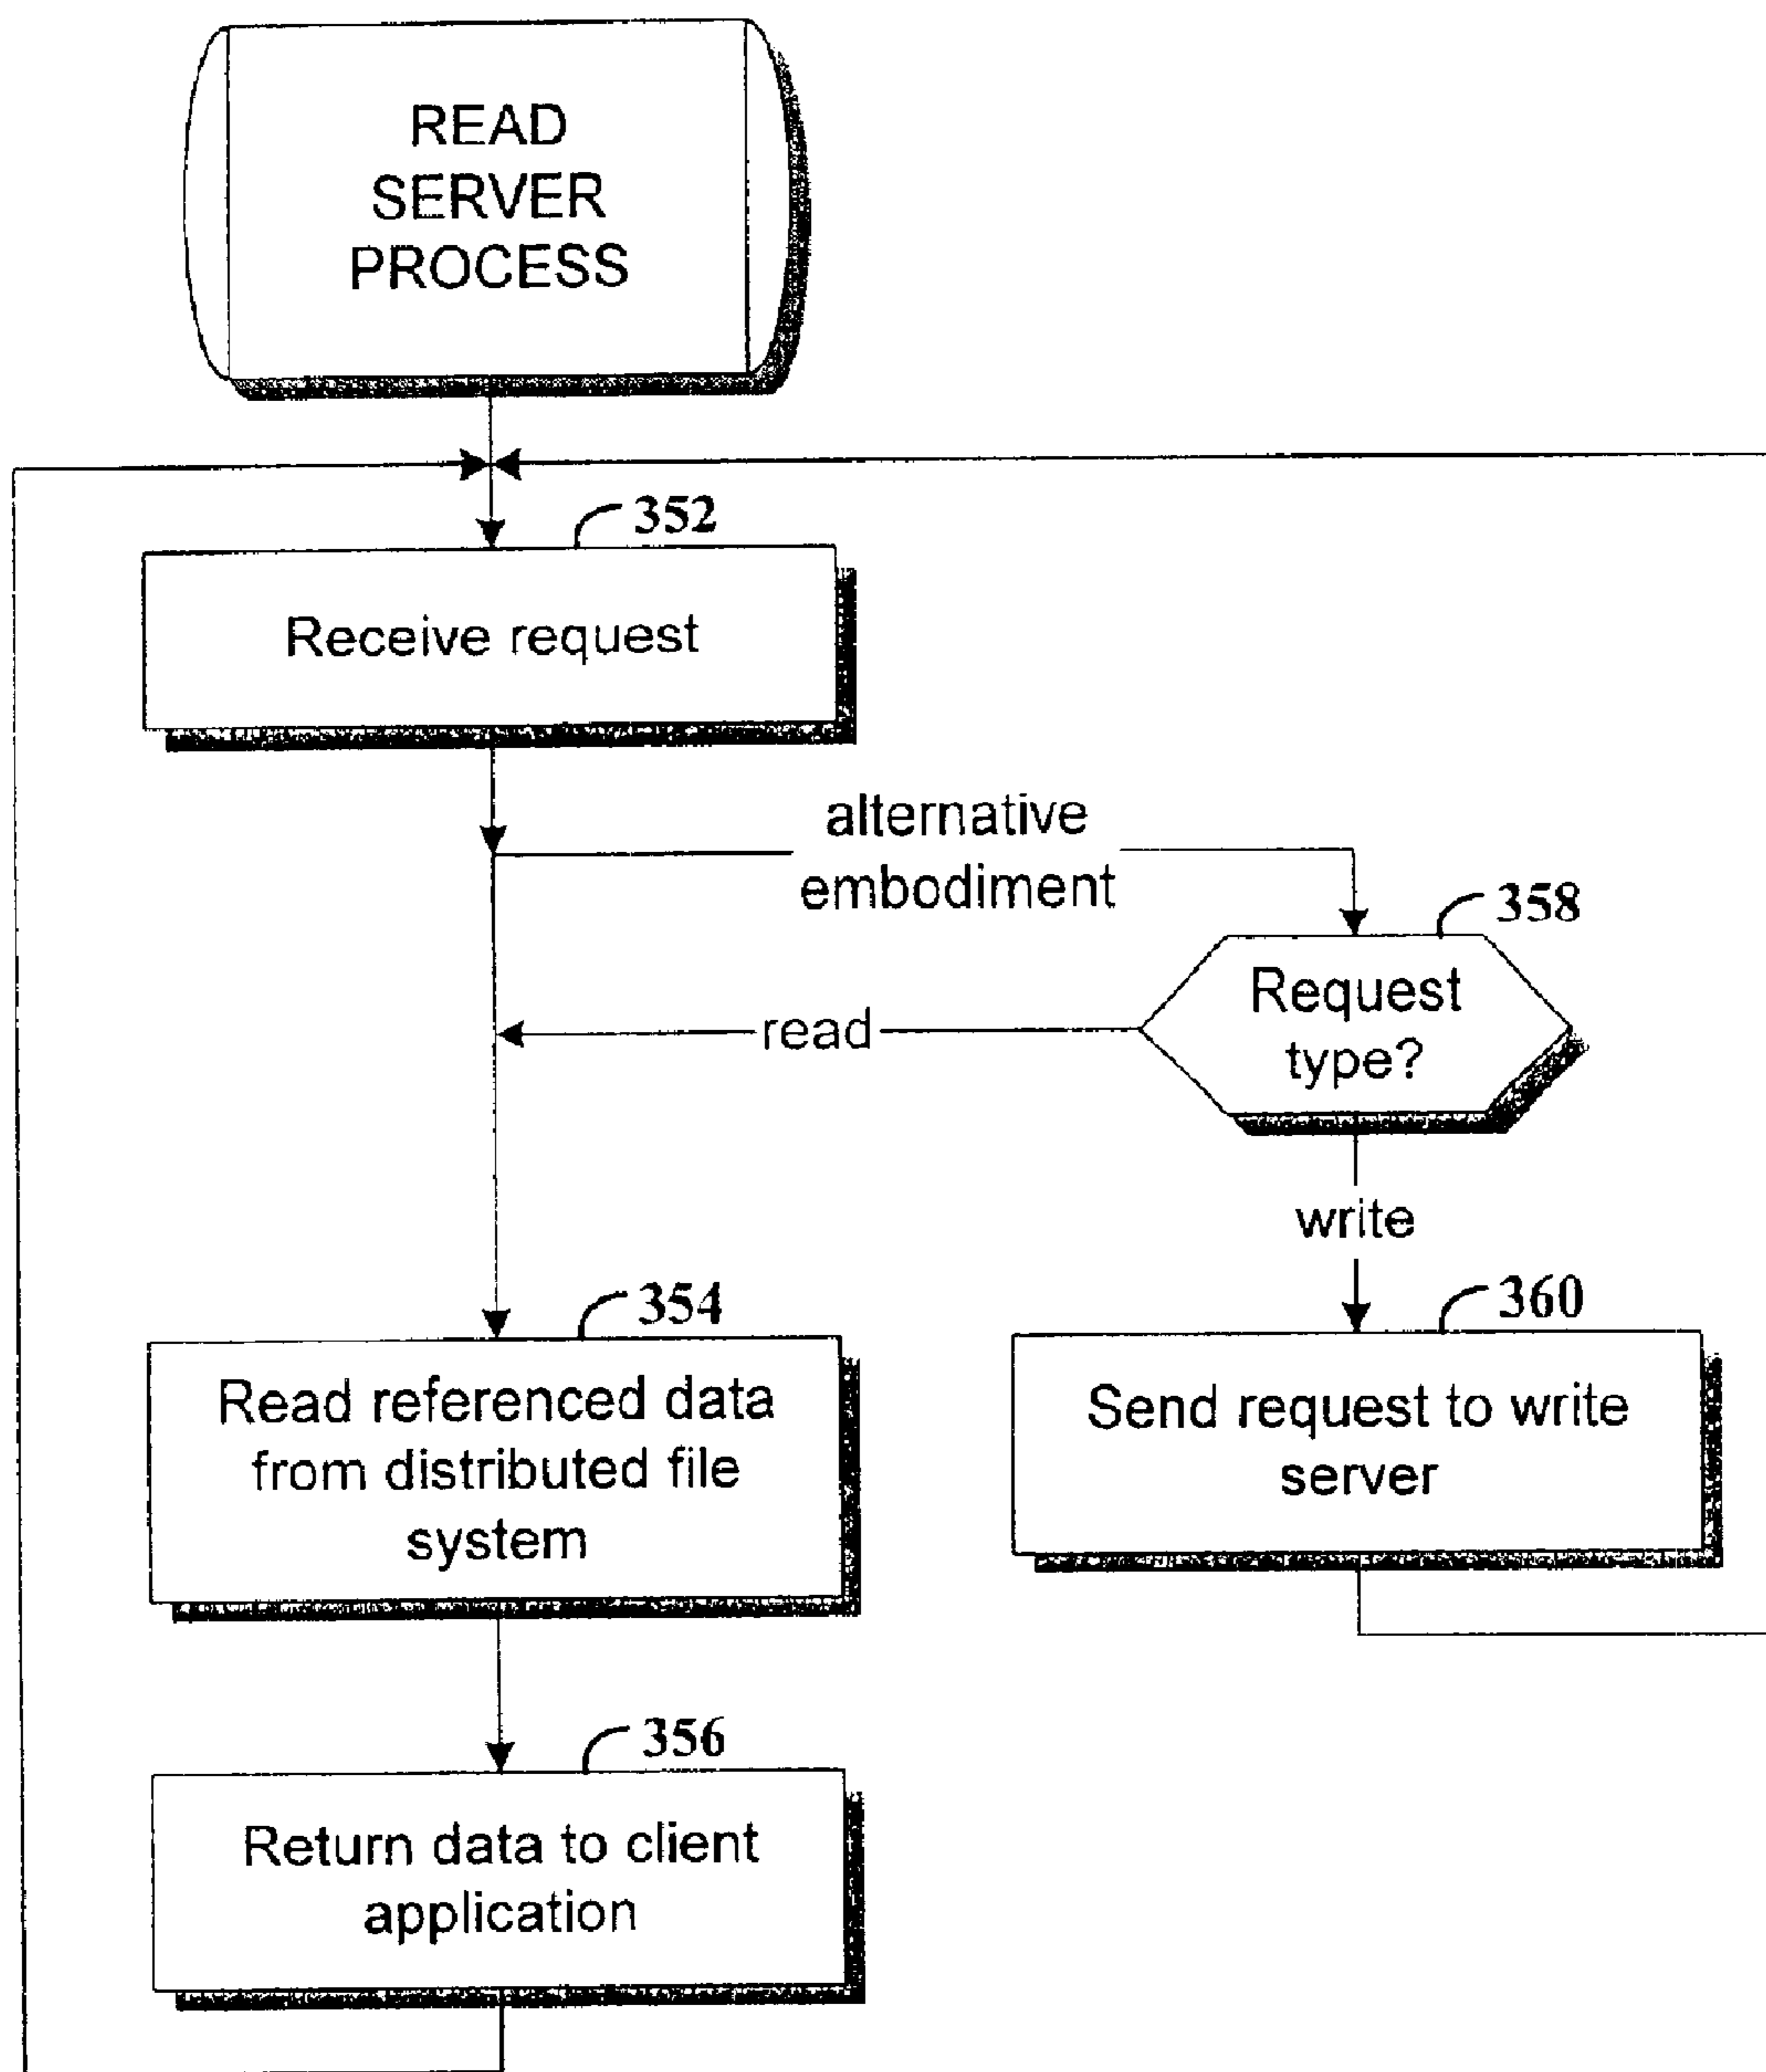 READ
SERVER
PROCESS
352
Receive request
alternative
embodiment
358
Request
type?
read
write
354
Read referenced data
from distributed file
system
360
Send request to write
server
356
Return data to client
application